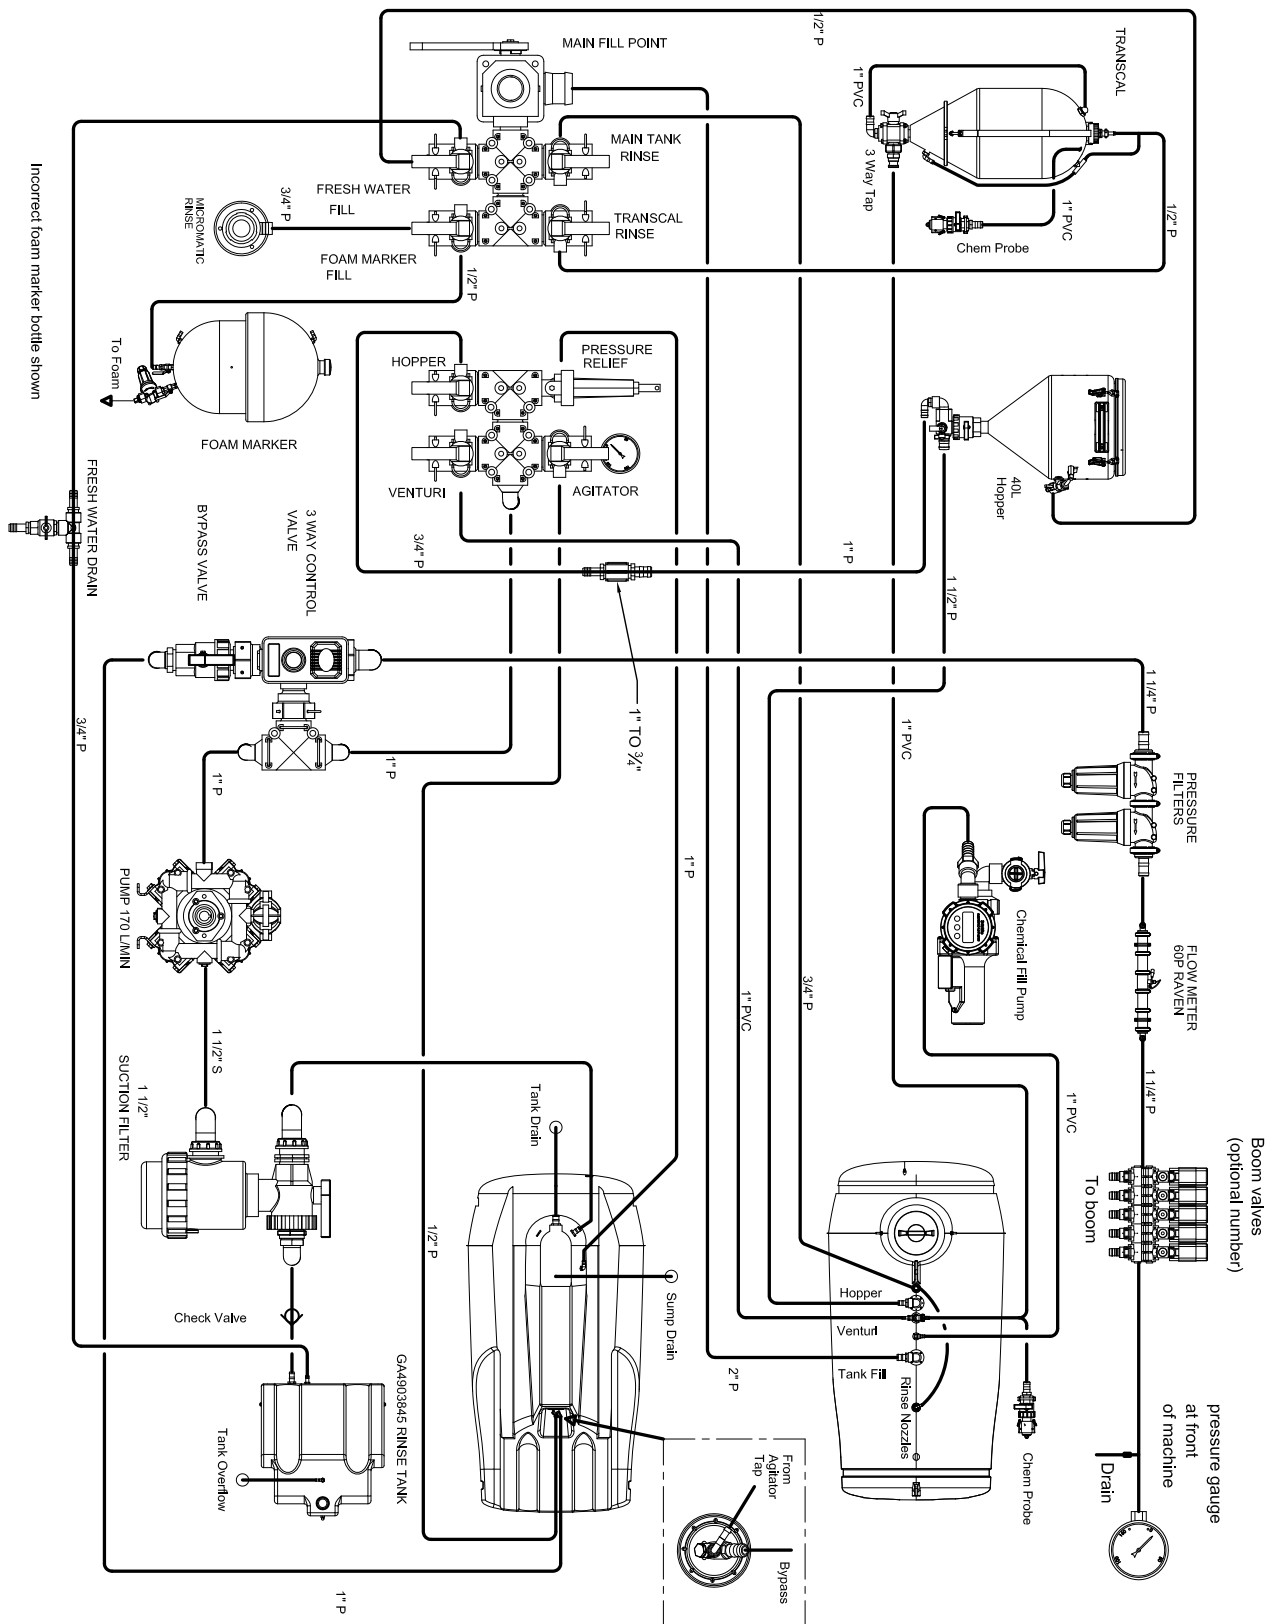 1/2" P
TRANSCAL
MAIN FILL POINT
1" PVC
3 Way Tap
MAIN TANK
RINSE
FRESH WATER
FILL
3/4" P
MICROMATIC
RINSE
TRANSCAL
RINSE
1" PVC
1/2" P
Chem Probe
FOAM MARKER
FILL
1/2" P
Incorrect foam marker bottle shown
To Foam
FOAM MARKER
HOPPER
PRESSURE
RELIEF
VENTURI
AGITATOR
40L
Hopper
FRESH WATER DRAIN
BYPASS VALVE
3 WAY CONTROL
VALVE
3/4" P
1" P
1 1/2" P
1" TO 3/4"
1 1/4" P
1" PVC
3/4" P
1" P
1" P
PRESSURE
FILTERS
PUMP 170 L/MIN
1" P
Chemical Fill Pump
FLOW METER
60P RAVEN
3/4" P
1" PVC
1 1/2" S
1 1/2"
SUCTION FILTER
Tank Drain
1" PVC
1 1/4" P
Boom valves
(optional number)
To boom
1/2" P
Sump Drain
Check Valve
Hopper
Venturi
Tank Fill
2" P
Rinse Nozzles
GA4903845 RINSE TANK
Tank Overflow
Chem Probe
pressure gauge
at front
of machine
Drain
From
Agitator
Tap
Bypass
1" P